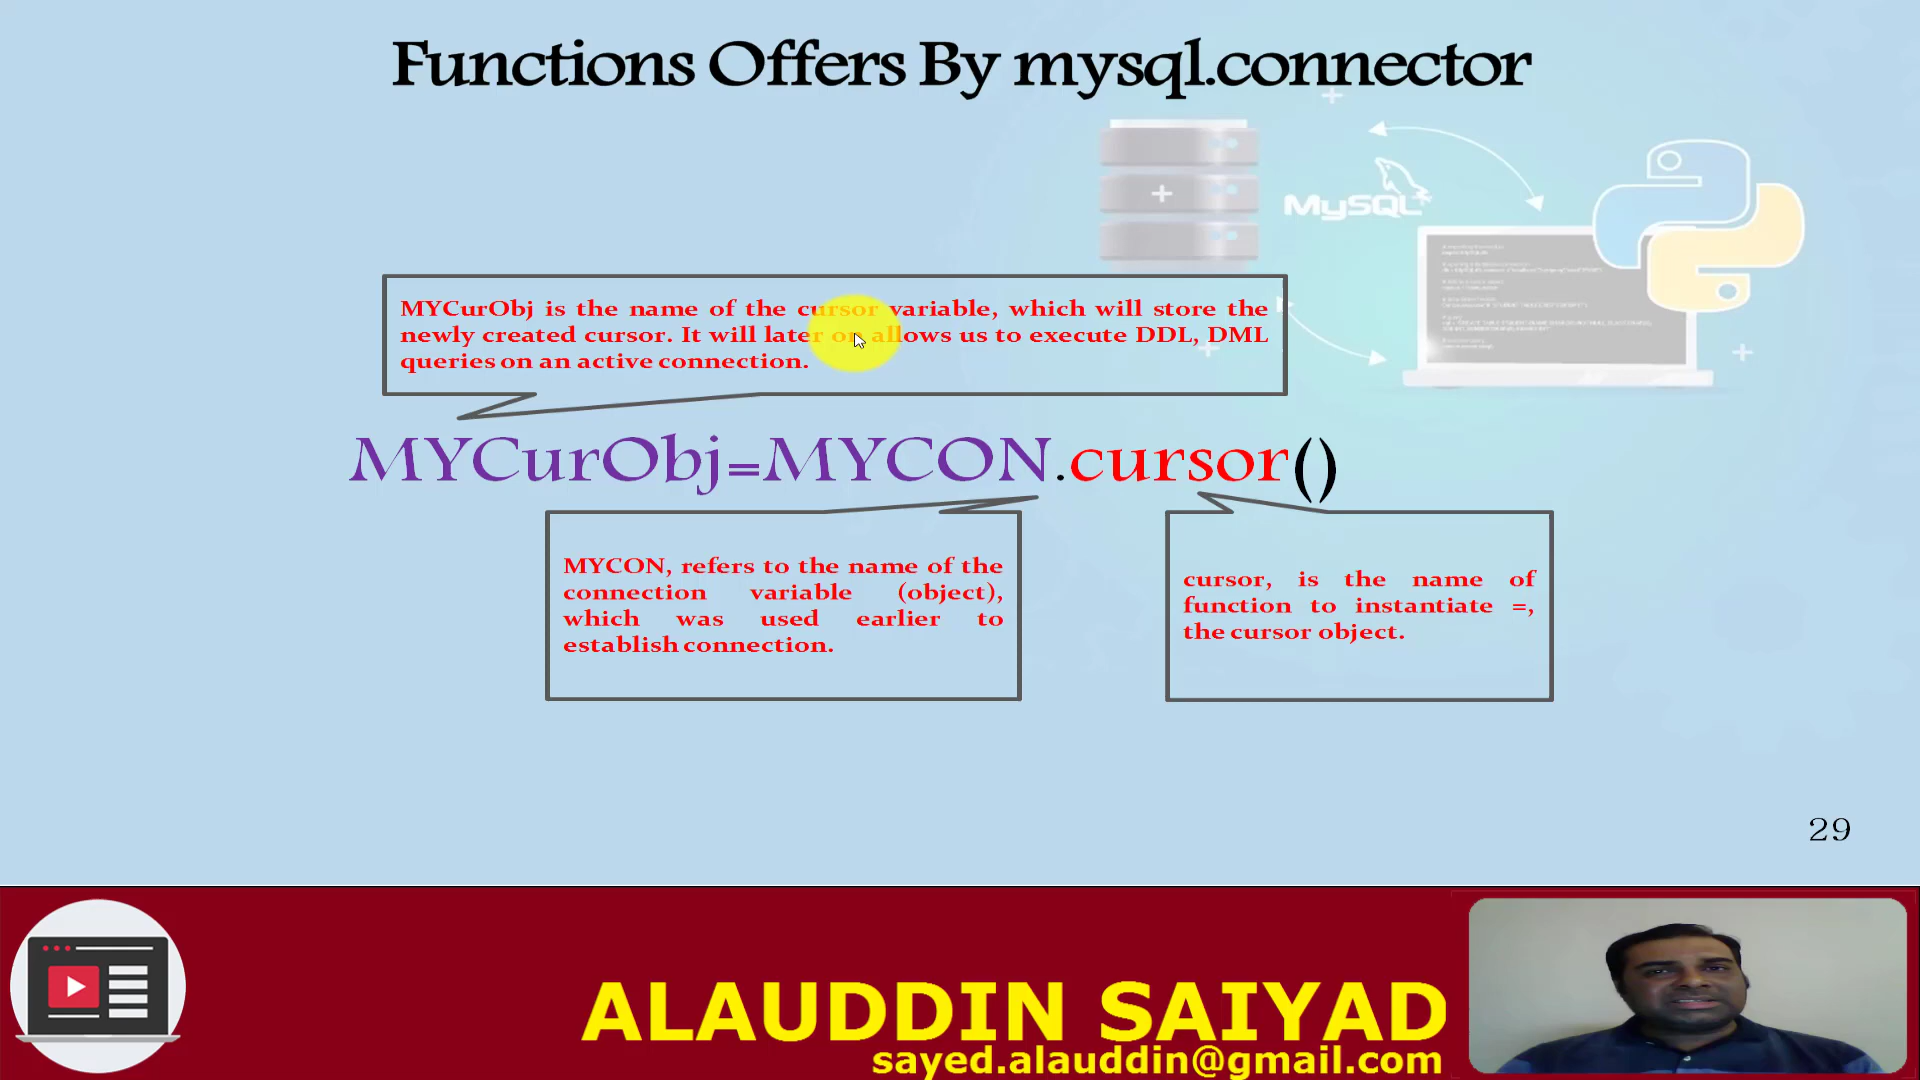 Functions Offers By mysql.connector
MySQL
MYCurObj is the name of the cursor variable, which will store the
newly created cursor. It will later on allows us to execute DDL, DML
queries on an active connection.
MYCurObj=MYCON.cursor()
MYCON, refers to the name of the
connection variable (object),
which was used earlier to
establish connection.
cursor, is the name of
function to instantiate =,
the cursor object.
29
ALAUDDIN SAIYAD
sayed.alauddin@gmail.com